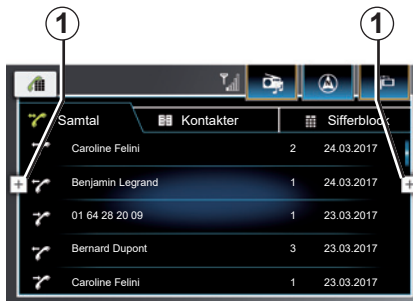 1 1
Samtal Kontakter Sifferblock
Caroline Felini 2 24.03.2017
Benjamin Legrand 1 24.03.2017
01 64 28 20 09 1 23.03.2017
Bernard Dupont 3 23.03.2017
Caroline Felini 1 23.03.2017